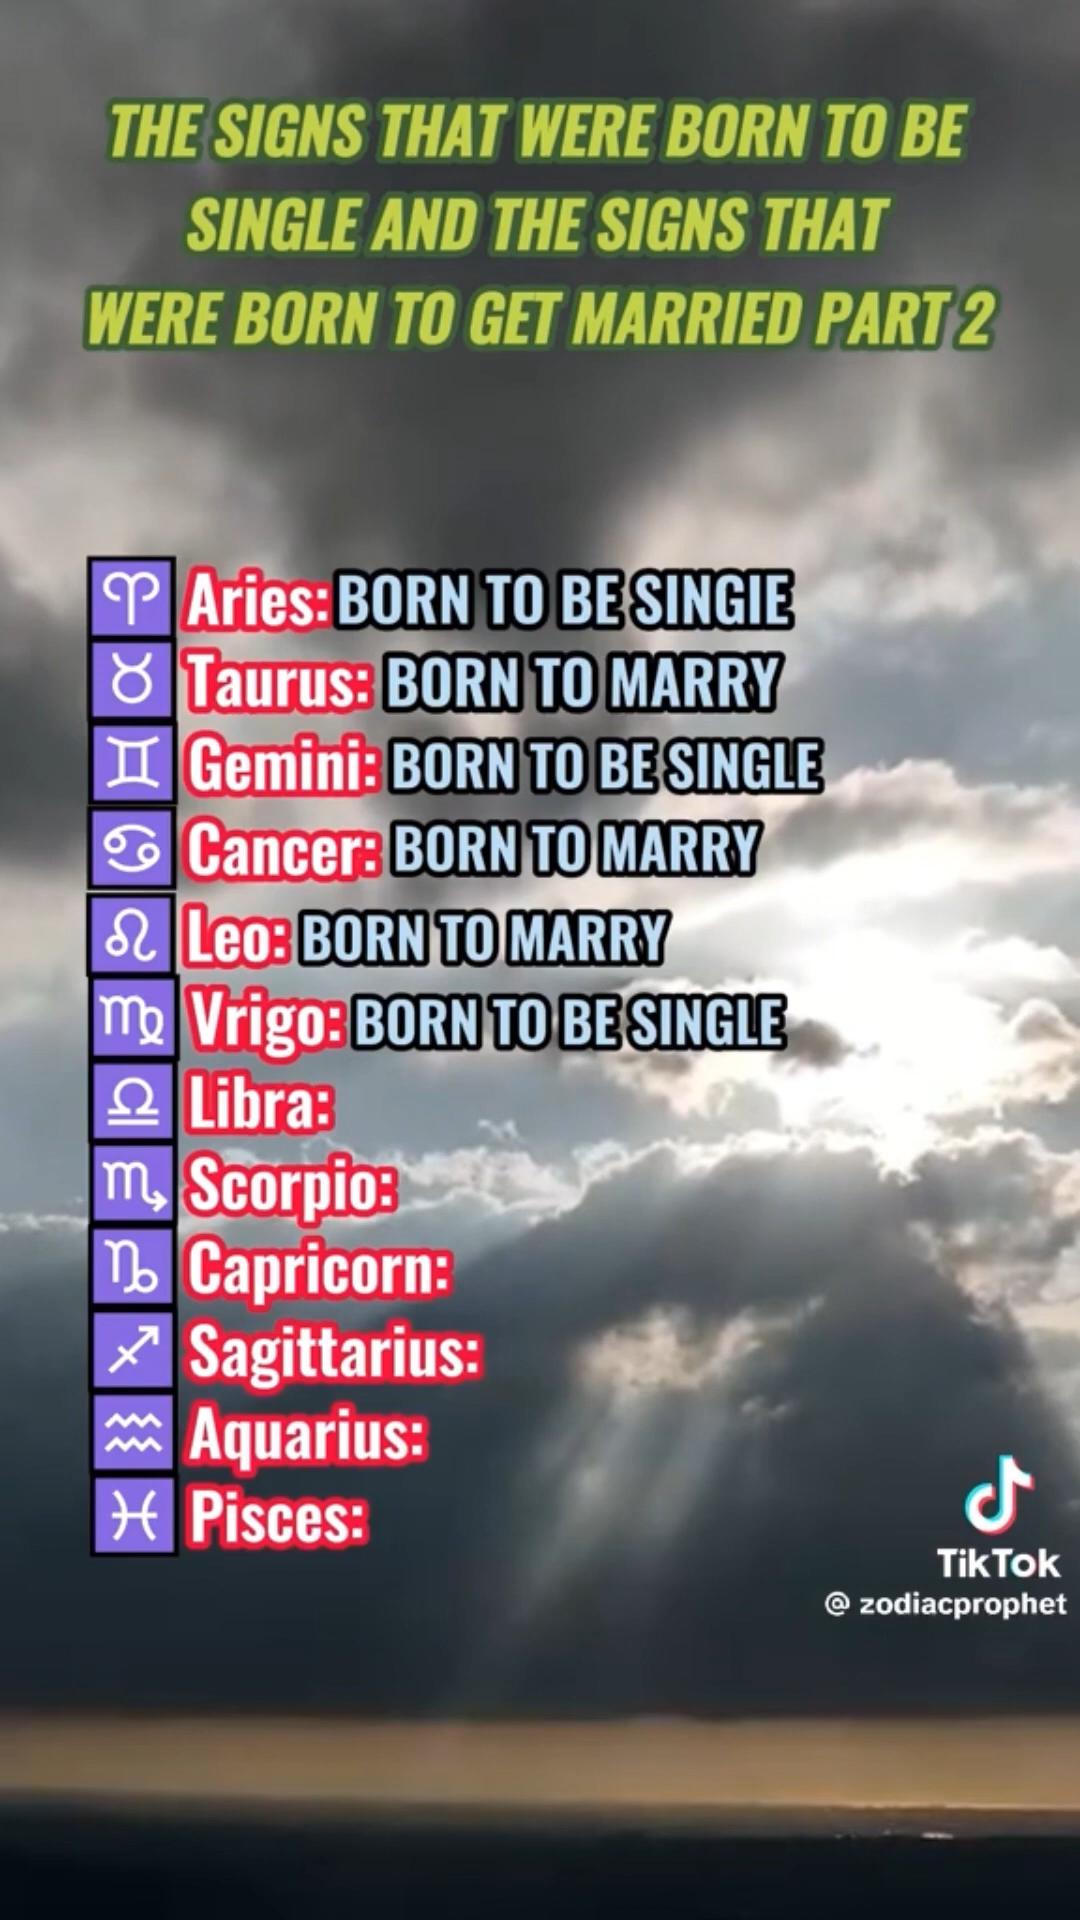 THE SIGNS THAT WERE BORN TO BE
SINGLE AND THE SIGNS THAT
WERE BORN TO GET MARRIED PART 2
♈ Aries: BORN TO BE SINGIE
♉ Taurus: BORN TO MARRY
♊ Gemini: BORN TO BE SINGLE
♋ Cancer: BORN TO MARRY
♌ Leo: BORN TO MARRY
♍ Vrigo: BORN TO BE SINGLE
♎ Libra:
♏ Scorpio:
♑ Capricorn:
♐ Sagittarius:
♒ Aquarius:
♓ Pisces:
TikTok
@ zodiacprophet